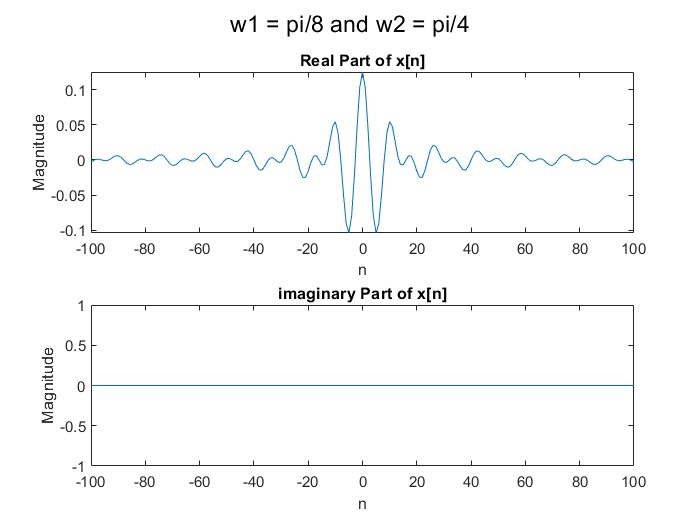 w1 = pi/8 and w2 = pi/4
Real Part of x[n]
Magnitude
0.1
0.05
0
-0.05
-0.1
-100 -80 -60 -40 -20 0 20 40 60 80 100
n
imaginary Part of x[n]
Magnitude
1
0.5
0
-0.5
-1
-100 -80 -60 -40 -20 0 20 40 60 80 100
n